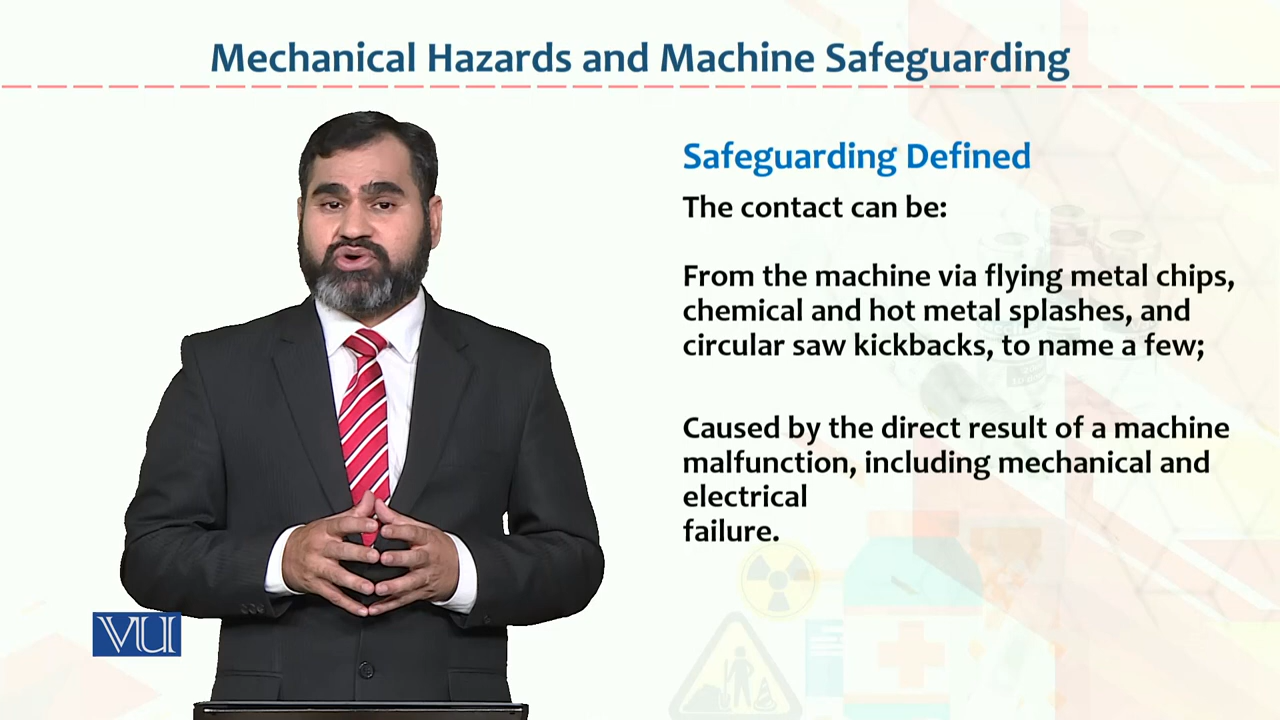 Mechanical Hazards and Machine Safeguarding
Safeguarding Defined
The contact can be:
From the machine via flying metal chips,
chemical and hot metal splashes, and
circular saw kickbacks, to name a few;
Caused by the direct result of a machine
malfunction, including mechanical and
electrical
failure.
VU